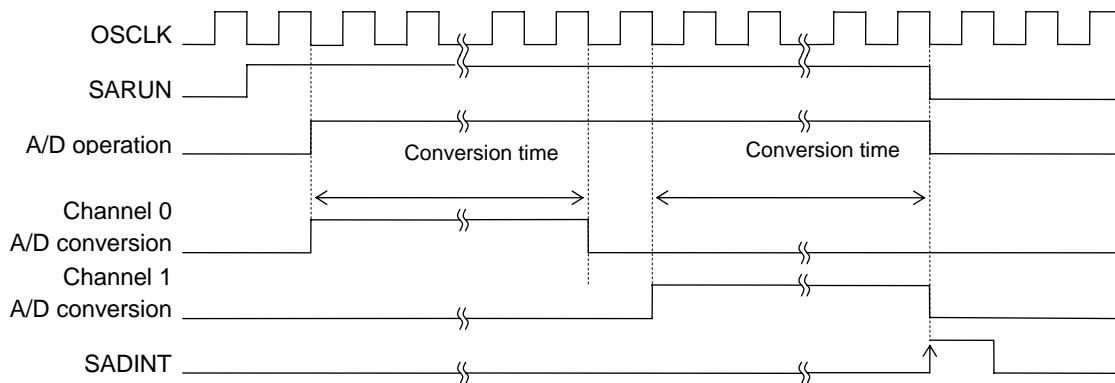 OSCLK
SARUN
A/D operation
Conversion time
Conversion time
Channel 0
A/D conversion
Channel 1
A/D conversion
SADINT